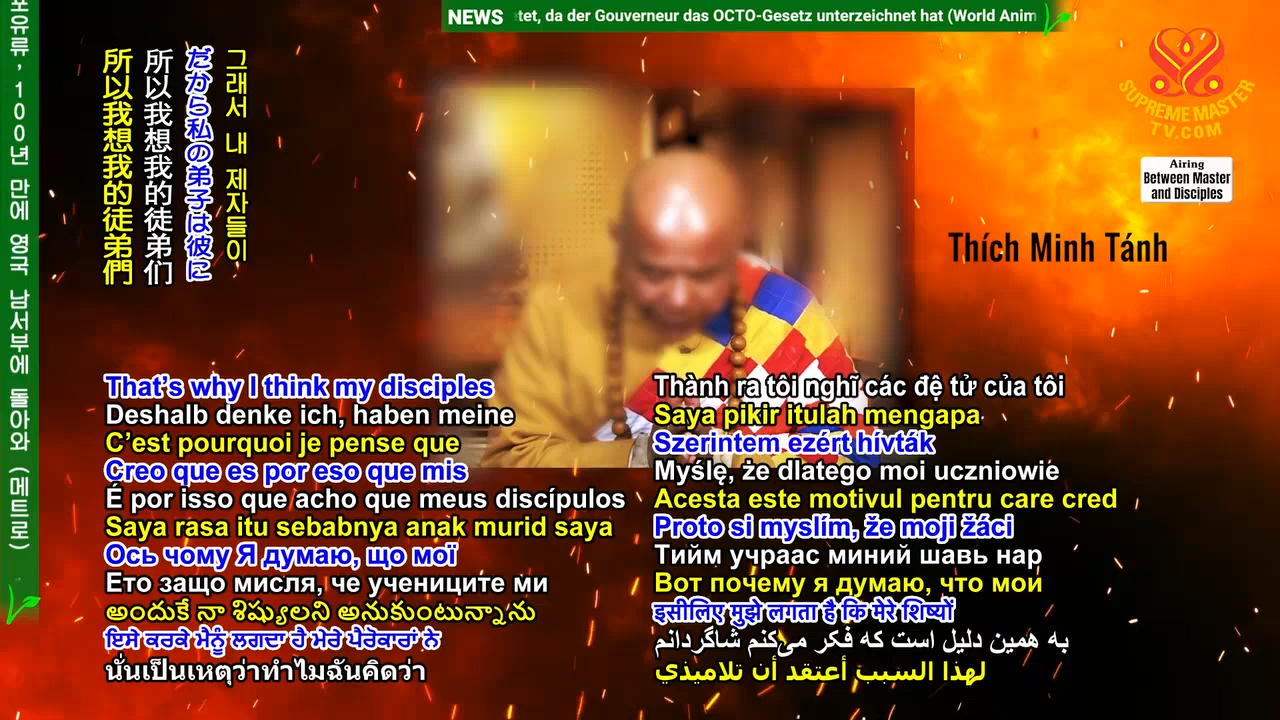 NEWS
tet, da der Gouverneur das OCTO-Gesetz unterzeichnet hat (World Anim
포유류, 100년 만에 영국 남서부에 돌아와 (메트로)
所以我想我的徒弟們
所以我想我的徒弟们
だから私の弟子は彼に
그래서 내 제자들이
SUPREME MASTER
TV.COM
Airing
Between Master
and Disciples
Thích Minh Tánh
That's why I think my disciples
Deshalb denke ich, haben meine
C'est pourquoi je pense que
Creo que es por eso que mis
É por isso que acho que meus discípulos
Saya rasa itu sebabnya anak murid saya
Ось чому Я думаю, що мої
Ето защо мисля, че учениците ми
అందుకే నా శిష్యులని అనుకుంటున్నాను
ਇਸੇ ਕਰਕੇ ਮੈਨੂੰ ਲਗਦਾ ਹੈ ਮੇਰੇ ਪੈਰੋਕਾਰਾਂ ਨੇ
นั่นเป็นเหตุว่าทำไมฉันคิดว่า
Thành ra tôi nghĩ các đệ tử của tôi
Saya pikir itulah mengapa
Szerintem ezért hívták
Myślę, że dlatego moi uczniowie
Acesta este motivul pentru care cred
Proto si myslím, že moji žáci
Тийм учраас миний шавь нар
Вот почему я думаю, что мои
इसीलिए मुझे लगता है कि मेरे शिष्यों
به همین دلیل است که فکر می‌کنم شاگردانم
لهذا السبب أعتقد أن تلاميذي